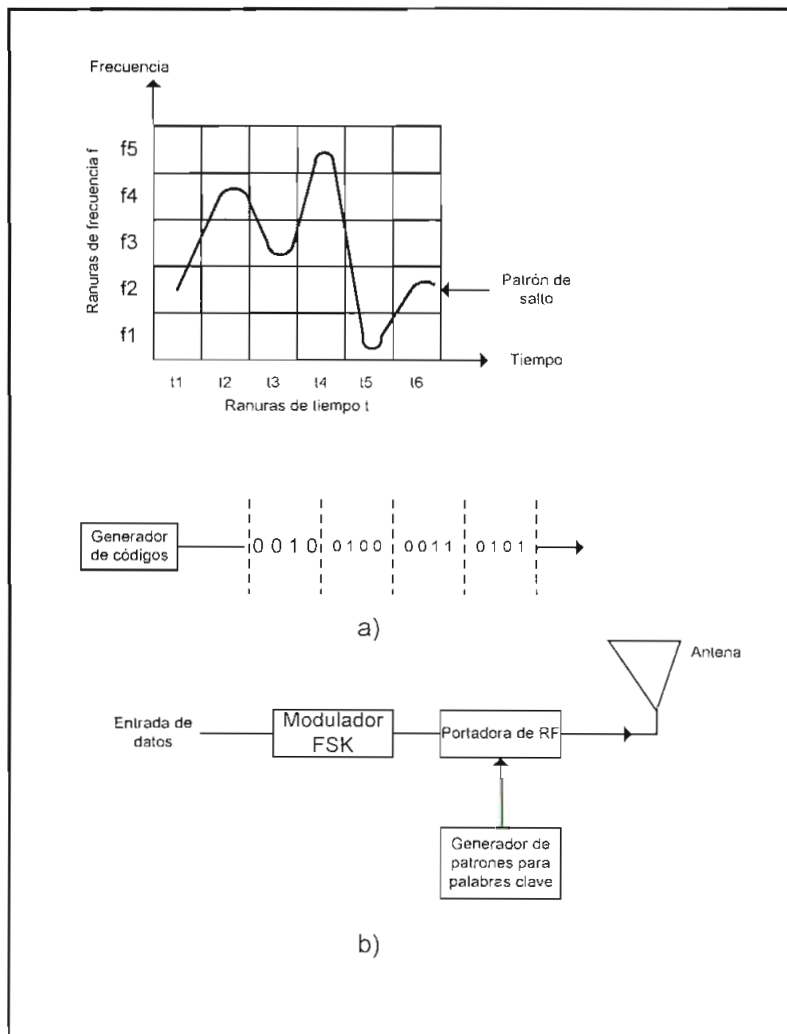 Frecuencia
Ranuras de frecuencia f
f5
f4
f3
f2
f1
Patrón de
salto
Tiempo
t1 t2 t3 t4 t5 t6
Ranuras de tiempo t
Generador
de códigos
0 0 1 0 0 1 0 0 0 0 1 1 0 1 0 1
a)
Antena
Entrada de
datos
Modulador
FSK
Portadora de RF
Generador de
patrones para
palabras clave
b)